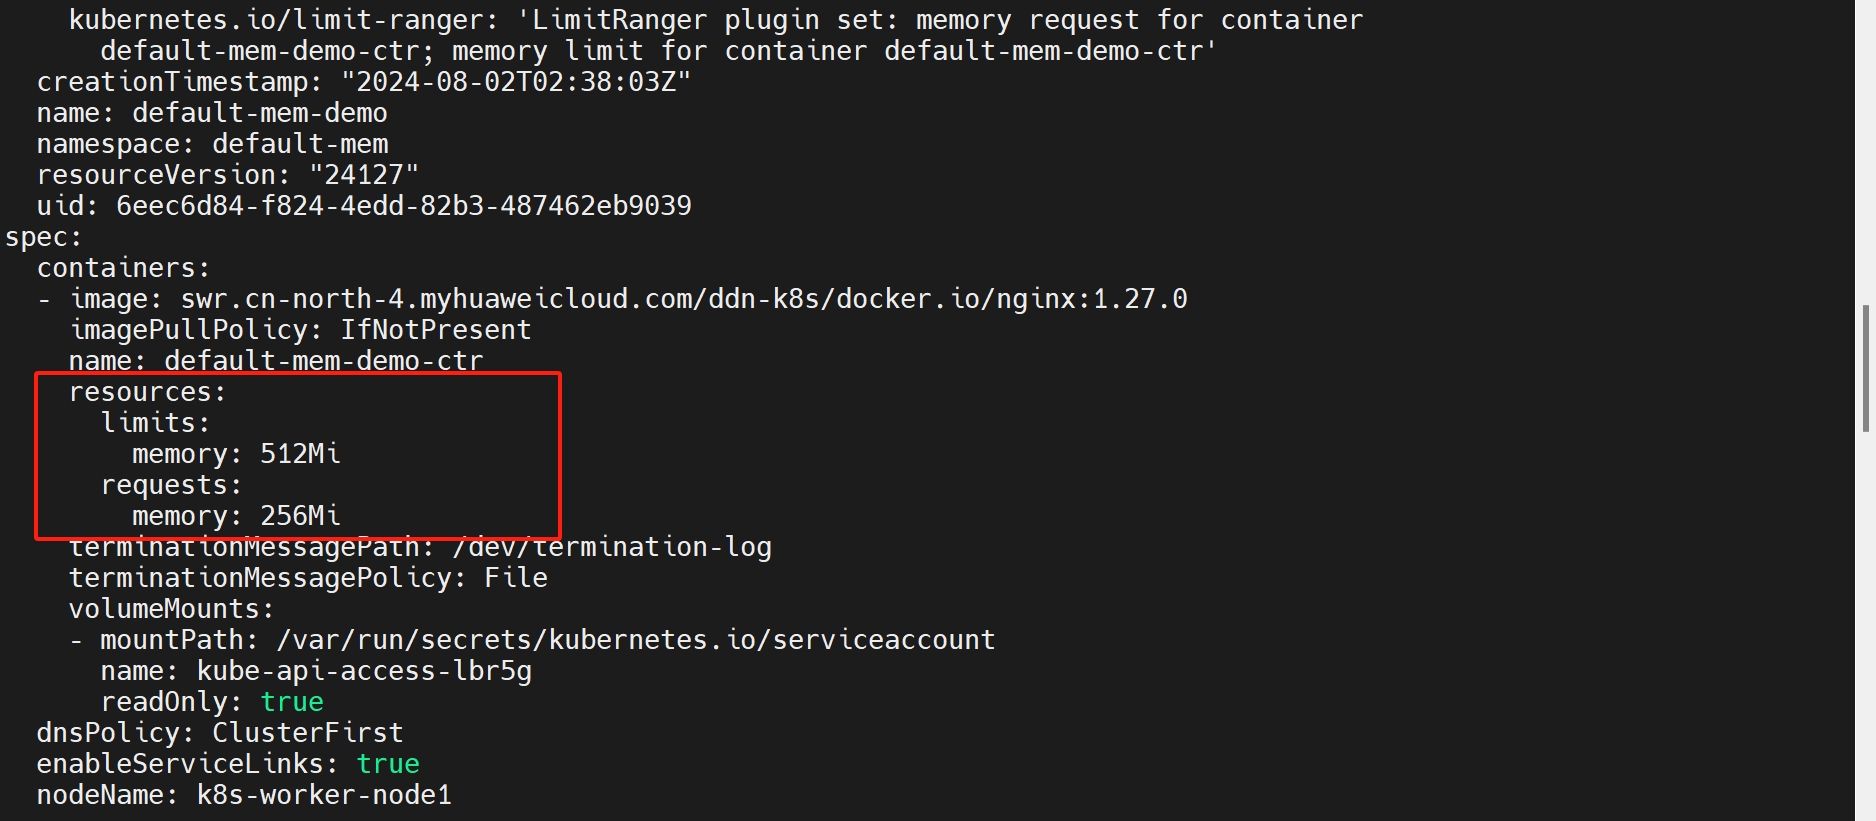 kubernetes.io/limit-ranger: 'LimitRanger plugin set: memory request for container
default-mem-demo-ctr; memory limit for container default-mem-demo-ctr'
creationTimestamp: "2024-08-02T02:38:03Z"
name: default-mem-demo
namespace: default-mem
resourceVersion: "24127"
uid: 6eec6d84-f824-4edd-82b3-487462eb9039
spec:
containers:
- image: swr.cn-north-4.myhuaweicloud.com/ddn-k8s/docker.io/nginx:1.27.0
imagePullPolicy: IfNotPresent
name: default-mem-demo-ctr
resources:
limits:
memory: 512Mi
requests:
memory: 256Mi
terminationMessagePath: /dev/termination-log
terminationMessagePolicy: File
volumeMounts:
- mountPath: /var/run/secrets/kubernetes.io/serviceaccount
name: kube-api-access-lbr5g
readOnly: true
dnsPolicy: ClusterFirst
enableServiceLinks: true
nodeName: k8s-worker-node1